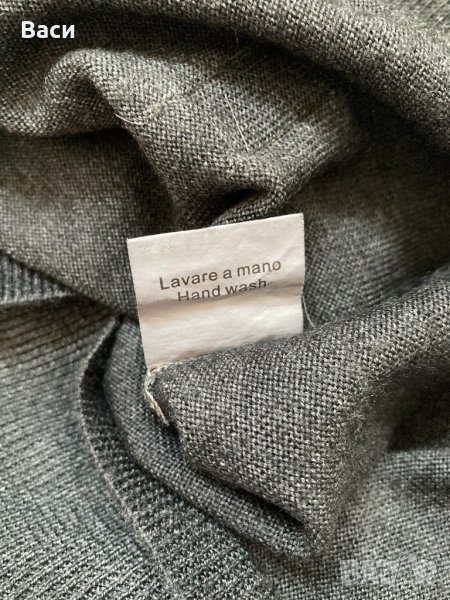 Васи
Lavare a mano
Hand wash